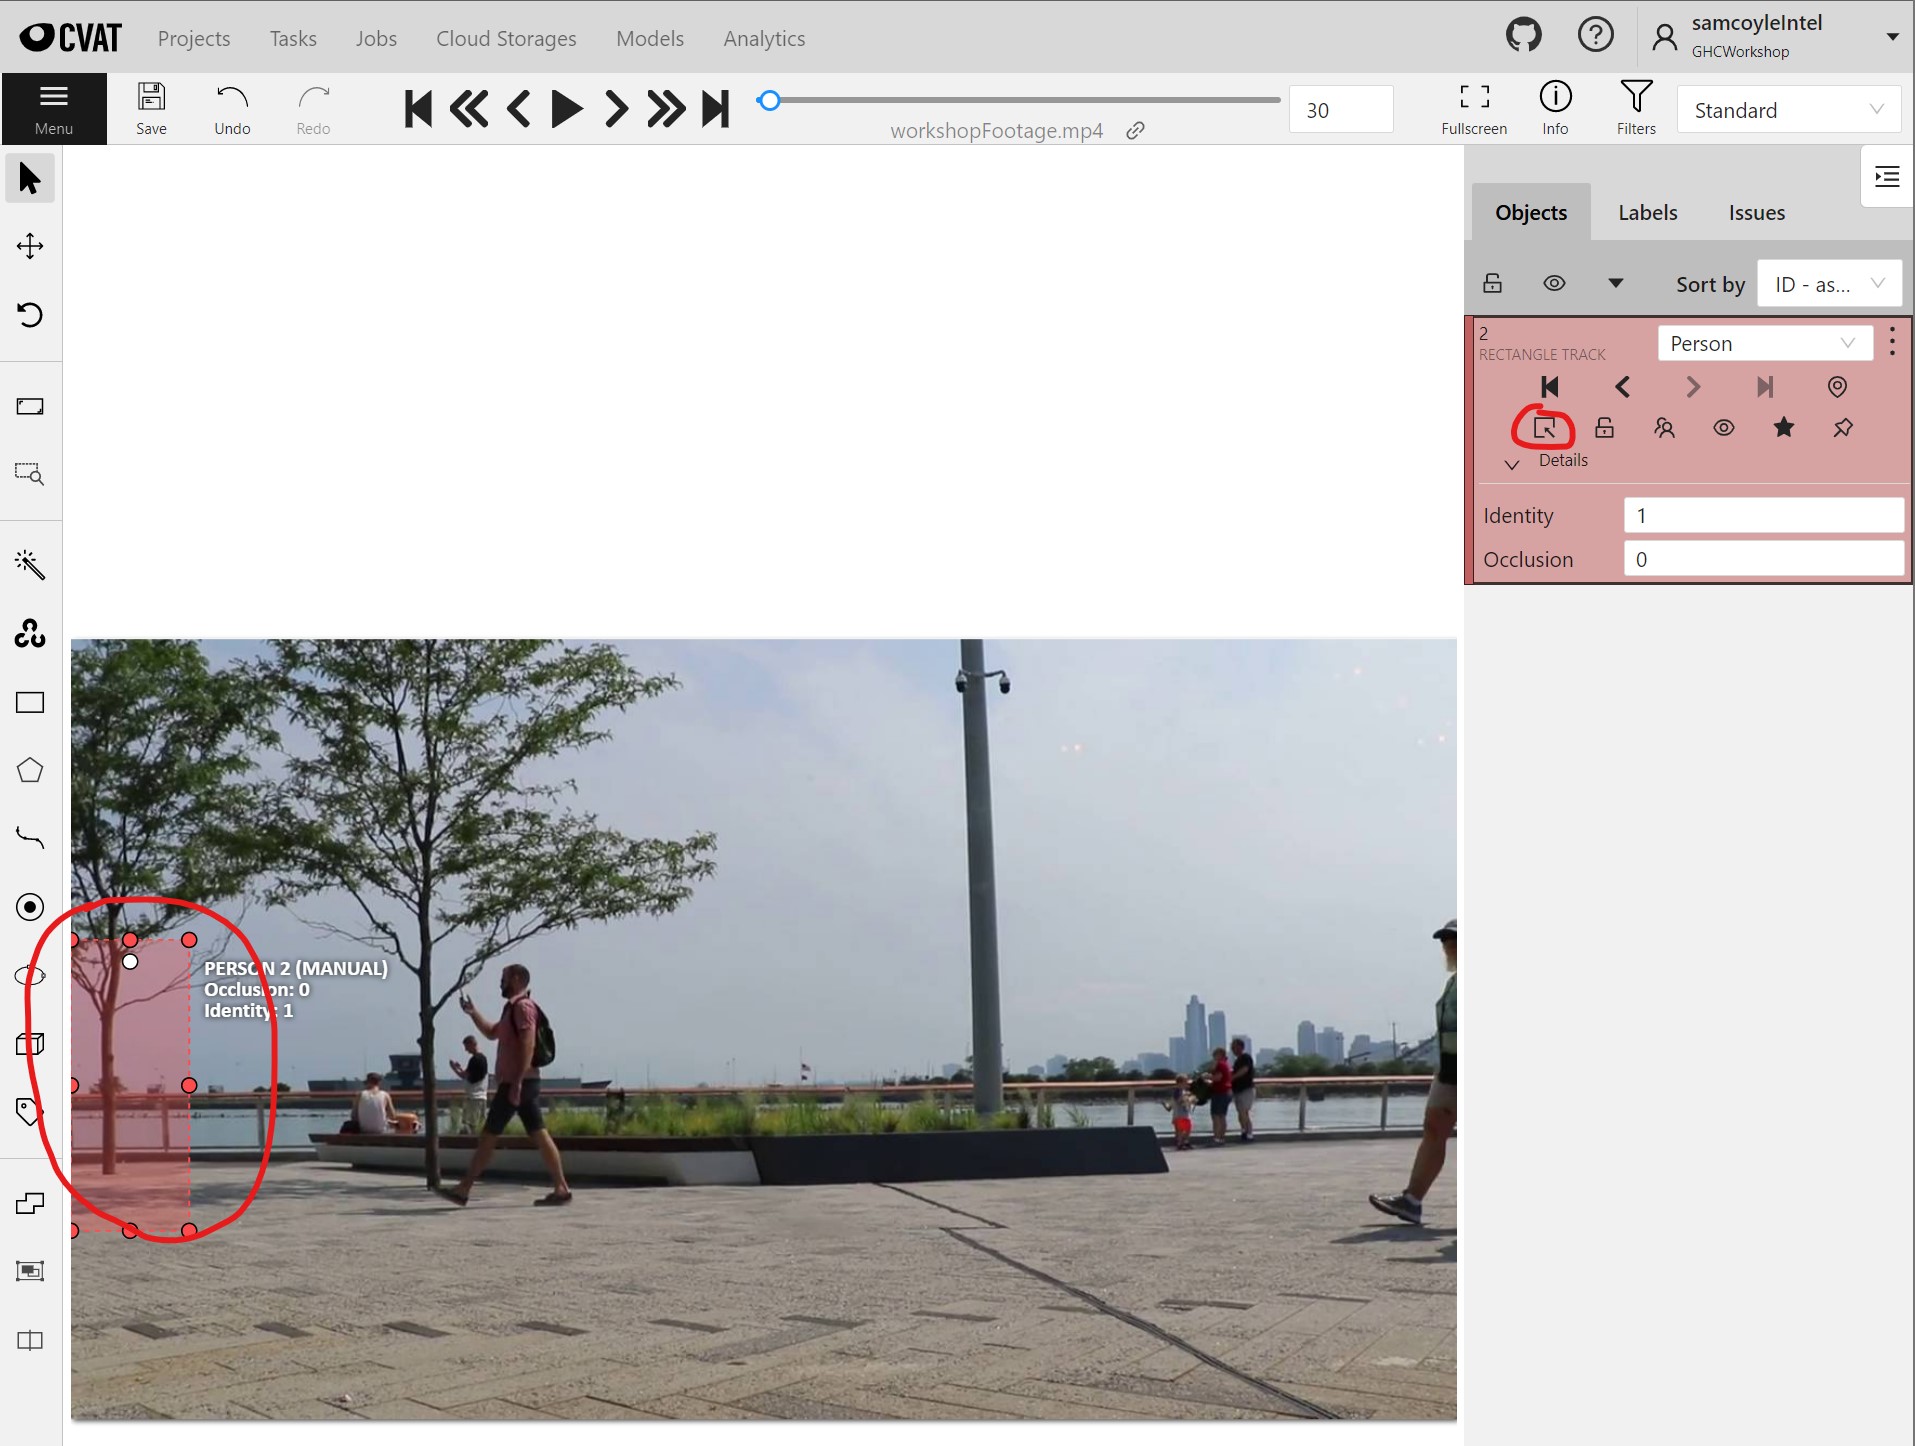 CVAT Projects Tasks Jobs Cloud Storages Models Analytics samcoyleIntel
GHCWorkshop
Menu Save Undo Redo workshopFootage.mp4 30 Fullscreen Info Filters Standard
Objects Labels Issues
Sort by ID - as...
2 Person
RECTANGLE TRACK
Details
Identity 1
Occlusion 0
PERSON 2 (MANUAL)
Occlusion: 0
Identity: 1